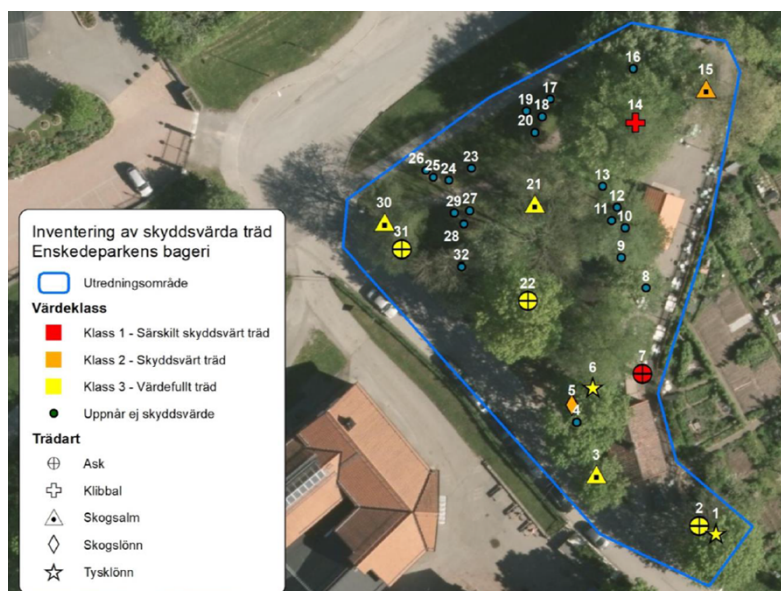 16
15
17
19
18
14
20
26
25
24
23
13
21
12
29
27
11
10
30
31
28
9
32
22
8
7
6
5
4
3
2
1
Inventering av skyddsvärda träd
Enskedeparkens bageri
Utredningsområde
Värdeklass
Klass 1 - Särskilt skyddsvärt träd
Klass 2 - Skyddsvärt träd
Klass 3 - Värdefullt träd
Uppnår ej skyddsvärde
Trädart
Ask
Klibbal
Skogsalm
Skogslönn
Tysklönn